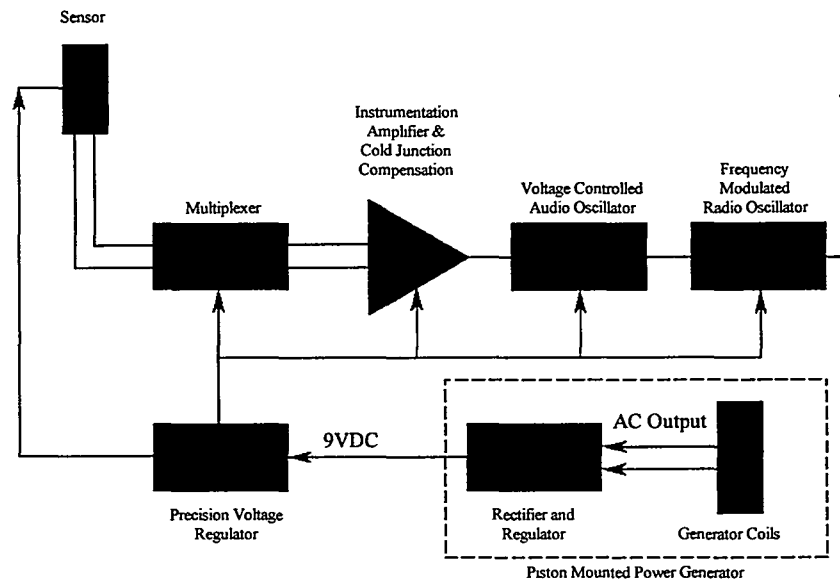 Sensor
Instrumentation
Amplifier &
Cold Junction
Compensation
Multiplexer
Voltage Controlled
Audio Oscillator
Frequency
Modulated
Radio Oscillator
9VDC
AC Output
Precision Voltage
Regulator
Rectifier and
Regulator
Generator Coils
Piston Mounted Power Generator